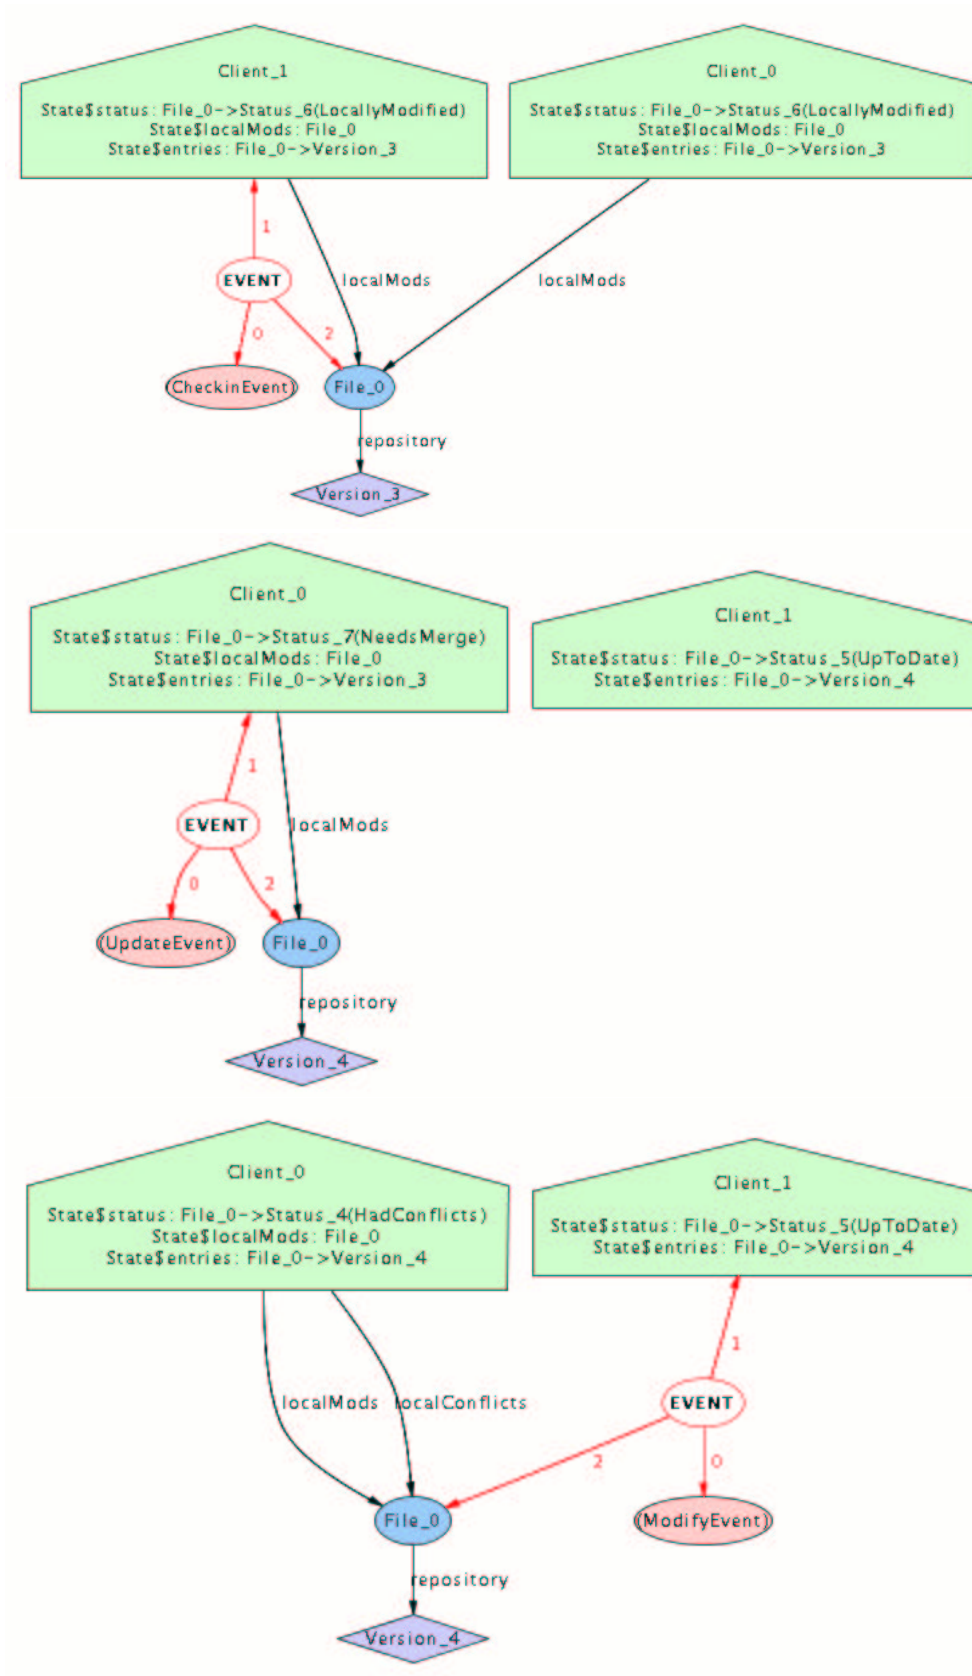 Client_1
State$status: File_0->Status_6(LocallyModified)
State$localMods: File_0
State$entries: File_0->Version_3
Client_0
State$status: File_0->Status_6(LocallyModified)
State$localMods: File_0
State$entries: File_0->Version_3
1
EVENT
localMods
localMods
0
2
(CheckinEvent)
File_0
repository
Version_3
Client_0
State$status: File_0->Status_7(NeedsMerge)
State$localMods: File_0
State$entries: File_0->Version_3
Client_1
State$status: File_0->Status_5(UpToDate)
State$entries: File_0->Version_4
1
EVENT
localMods
0
2
(UpdateEvent)
File_0
repository
Version_4
Client_0
State$status: File_0->Status_4(HadConflicts)
State$localMods: File_0
State$entries: File_0->Version_4
Client_1
State$status: File_0->Status_5(UpToDate)
State$entries: File_0->Version_4
1
localMods
localConflicts
EVENT
2
0
File_0
(ModifyEvent)
repository
Version_4